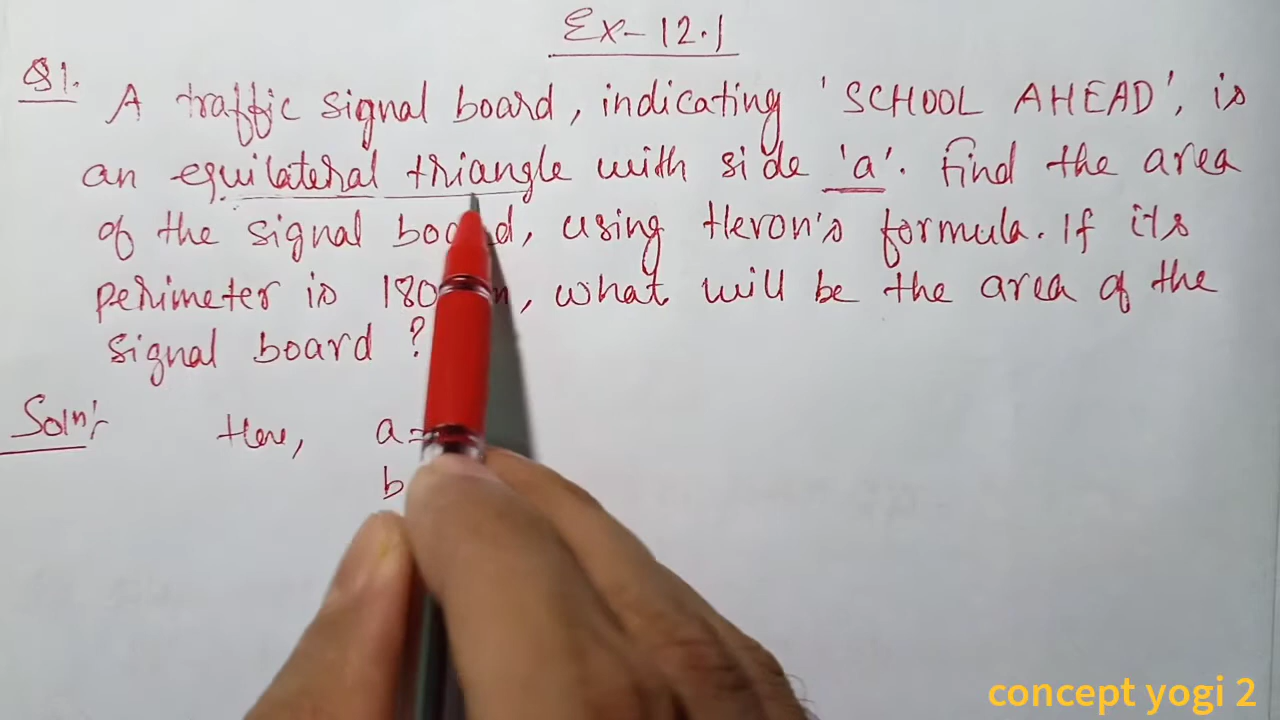 Ex-12.1
Q1. A traffic signal board, indicating 'SCHOOL AHEAD', is
an equilateral triangle with side 'a'. Find the area
of the signal board, using Heron's formula. If its
perimeter is 180 , what will be the area of the
signal board ?
Soln:- Here, a=
b
concept yogi 2